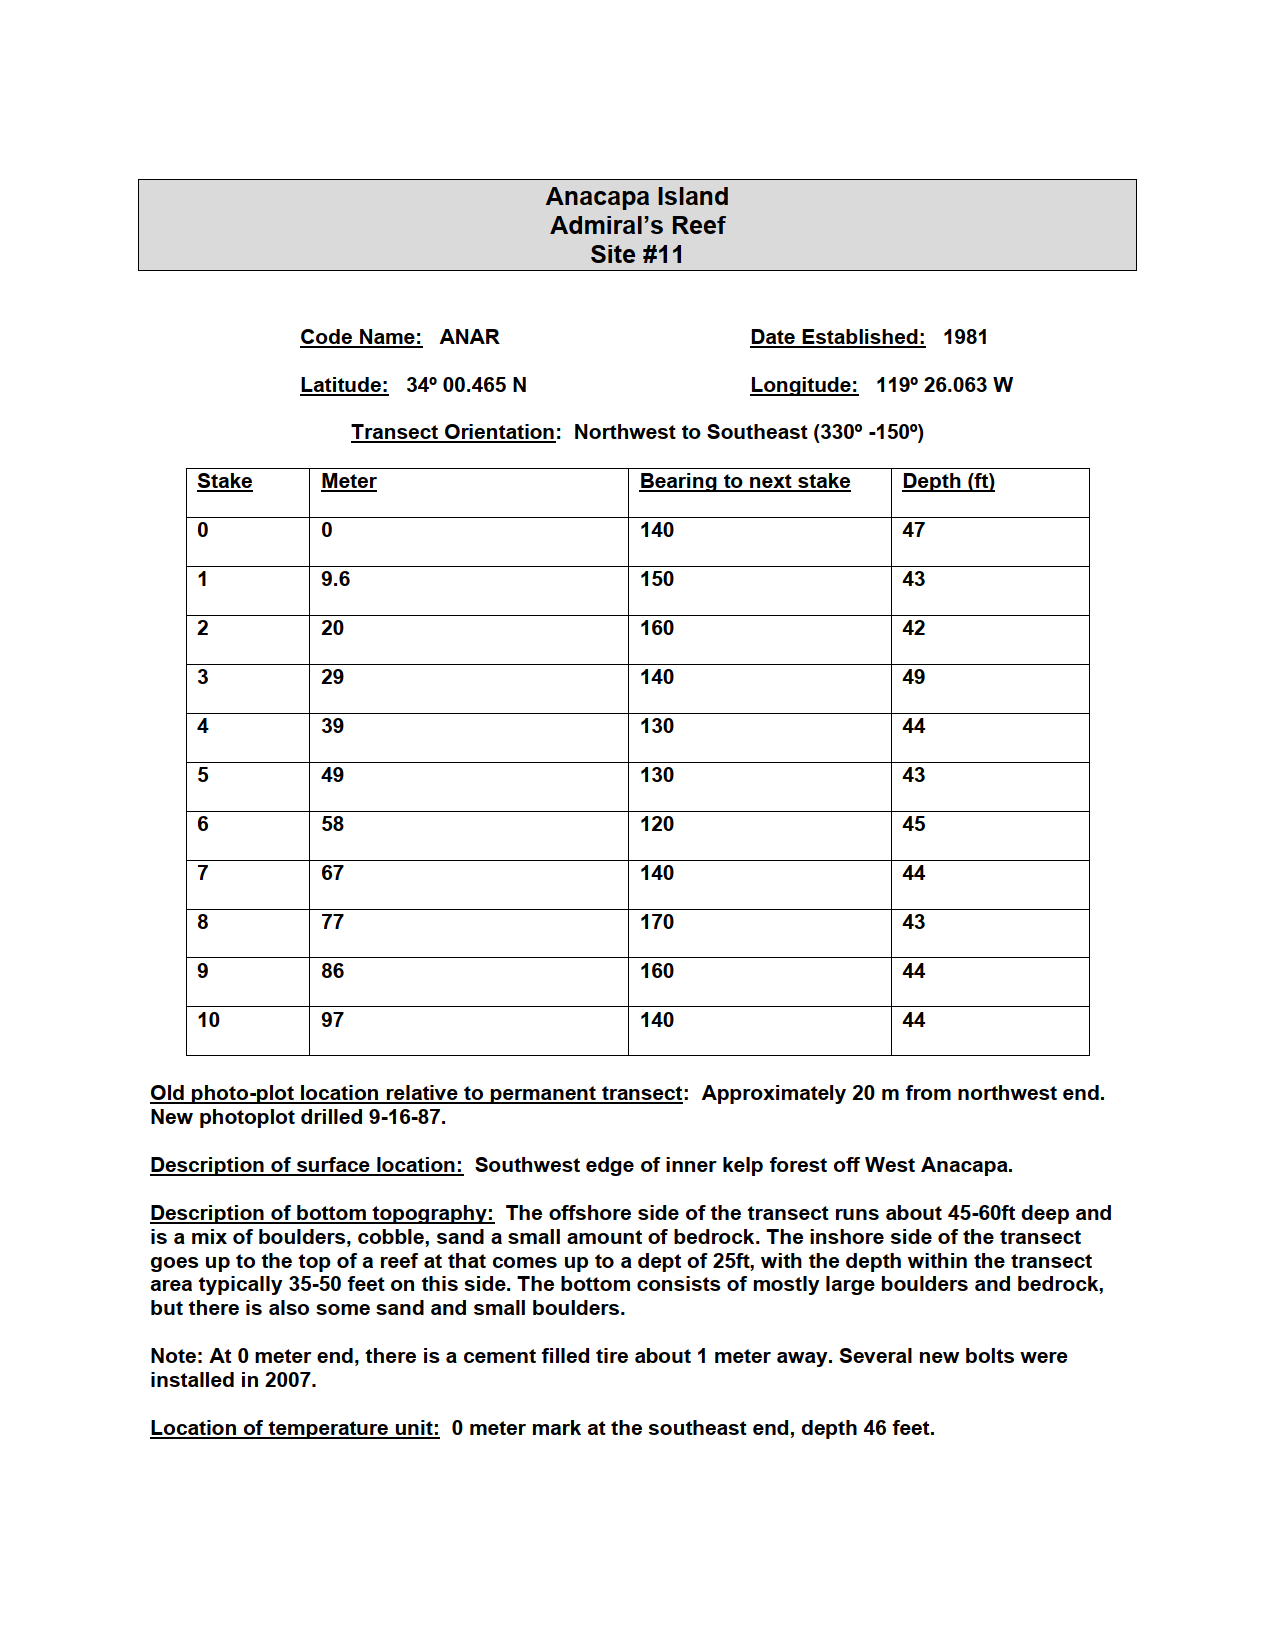 Anacapa Island
Admiral’s Reef
Site #11
Code Name: ANAR Date Established: 1981
Latitude: 34º 00.465 N Longitude: 119º 26.063 W
Transect Orientation: Northwest to Southeast (330º -150º)
Stake Meter Bearing to next stake Depth (ft)
0 0 140 47
1 9.6 150 43
2 20 160 42
3 29 140 49
4 39 130 44
5 49 130 43
6 58 120 45
7 67 140 44
8 77 170 43
9 86 160 44
10 97 140 44
Old photo-plot location relative to permanent transect: Approximately 20 m from northwest end.
New photoplot drilled 9-16-87.
Description of surface location: Southwest edge of inner kelp forest off West Anacapa.
Description of bottom topography: The offshore side of the transect runs about 45-60ft deep and
is a mix of boulders, cobble, sand a small amount of bedrock. The inshore side of the transect
goes up to the top of a reef at that comes up to a dept of 25ft, with the depth within the transect
area typically 35-50 feet on this side. The bottom consists of mostly large boulders and bedrock,
but there is also some sand and small boulders.
Note: At 0 meter end, there is a cement filled tire about 1 meter away. Several new bolts were
installed in 2007.
Location of temperature unit: 0 meter mark at the southeast end, depth 46 feet.